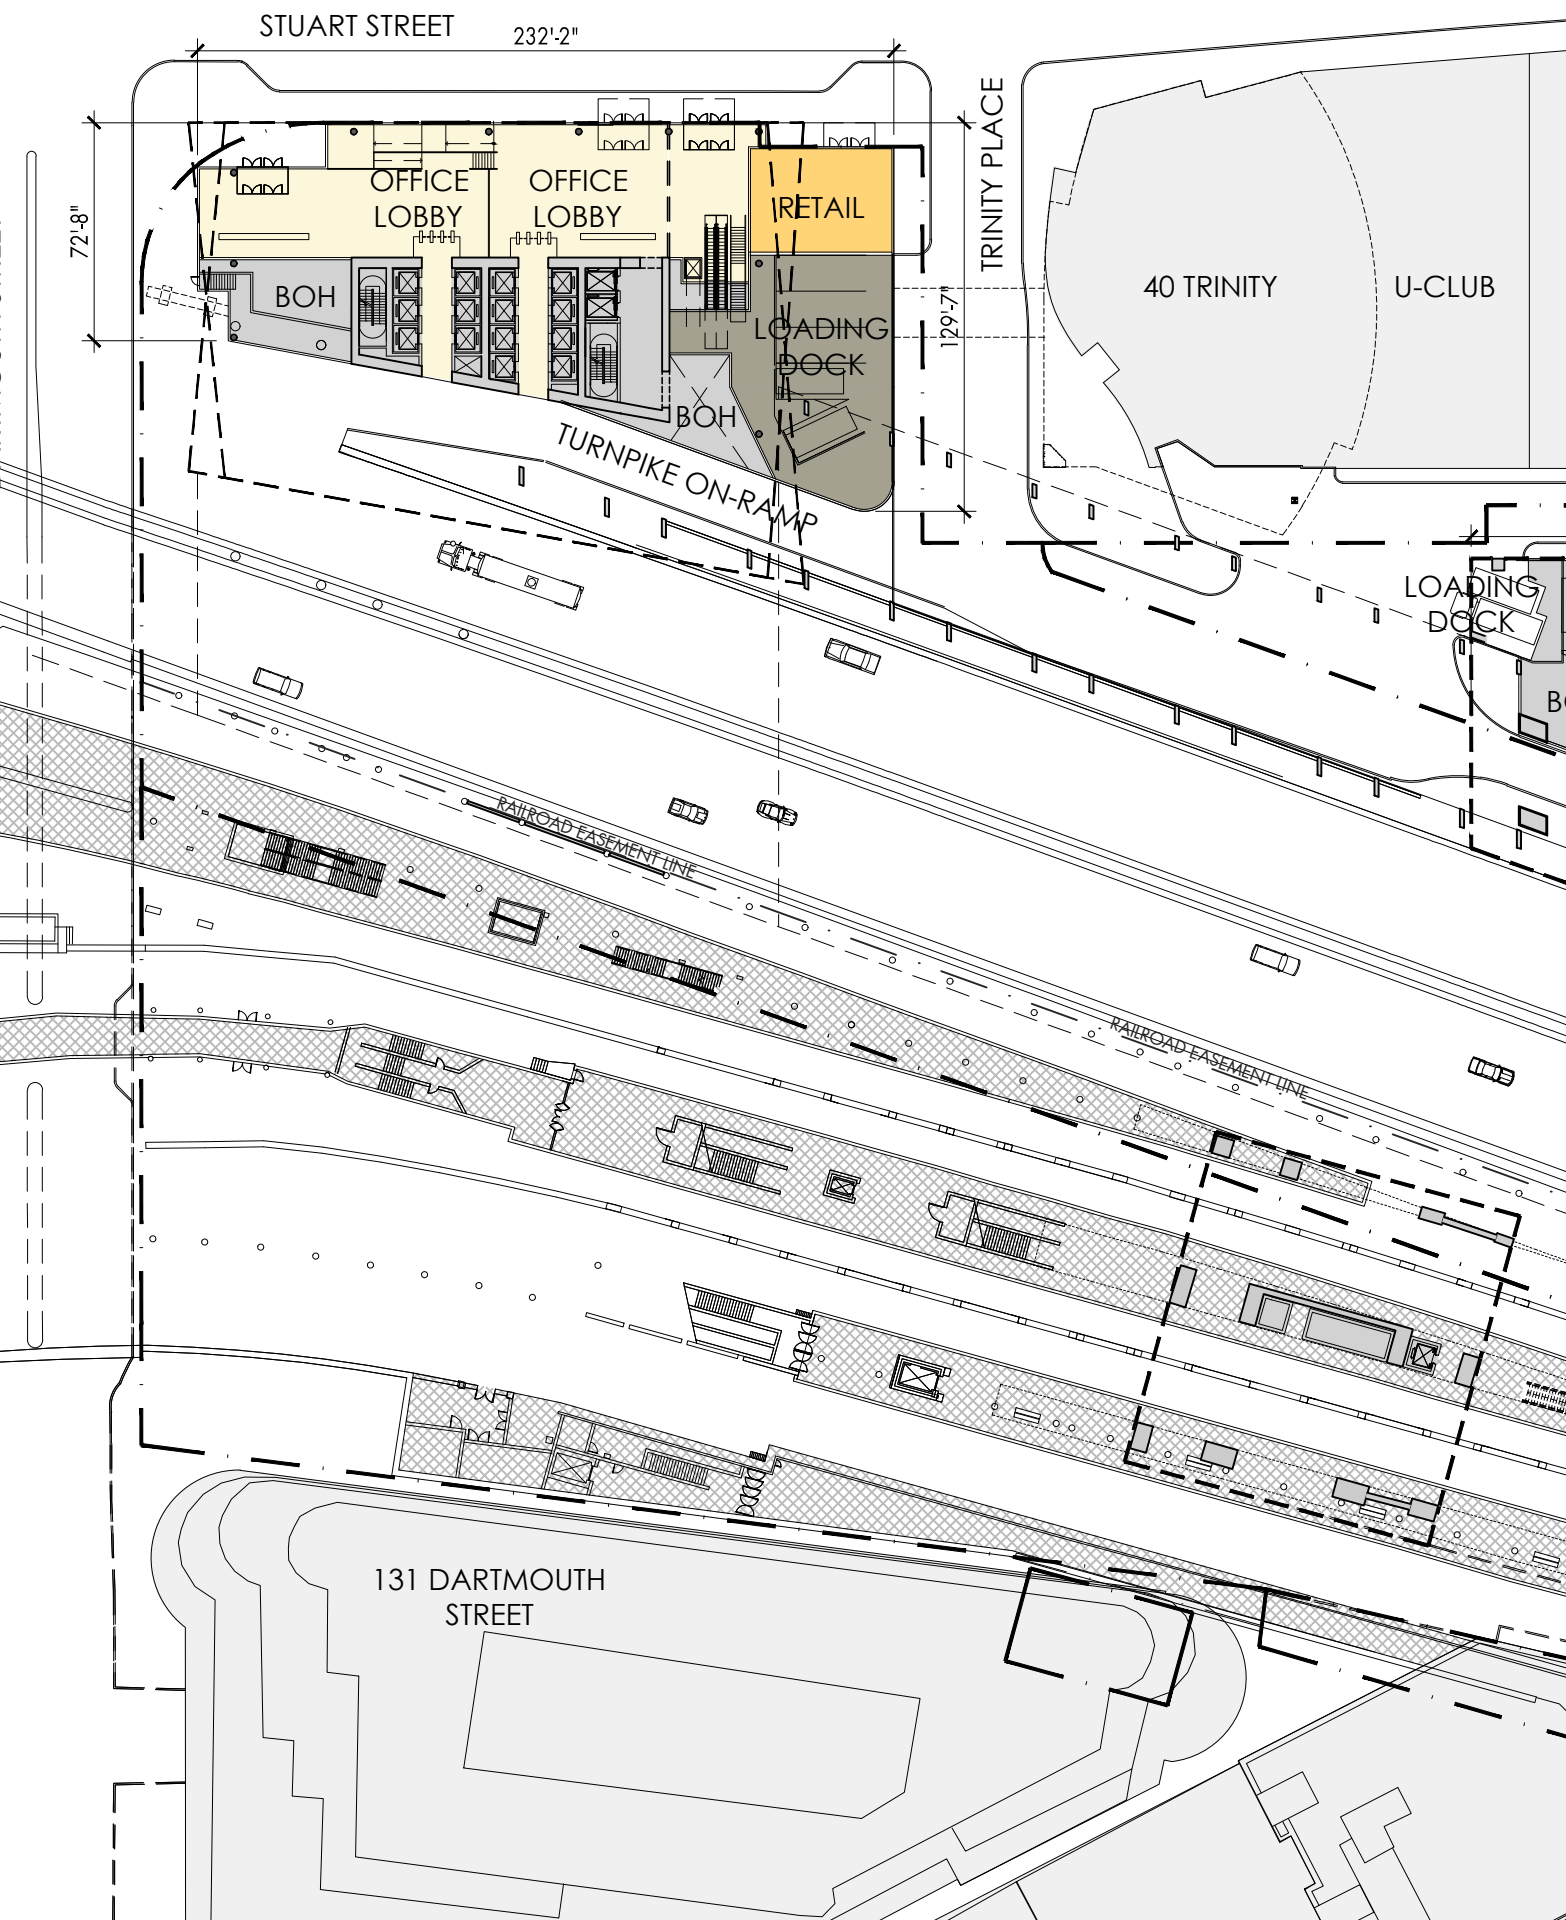 STUART STREET
232'-2"
TRINITY PLACE
72'-8"
OFFICE
LOBBY
OFFICE
LOBBY
RETAIL
BOH
LOADING
DOCK
129'-7"
40 TRINITY
U-CLUB
BOH
TURNPIKE ON-RAMP
LOADING
DOCK
RAILROAD EASEMENT LINE
RAILROAD EASEMENT LINE
131 DARTMOUTH
STREET